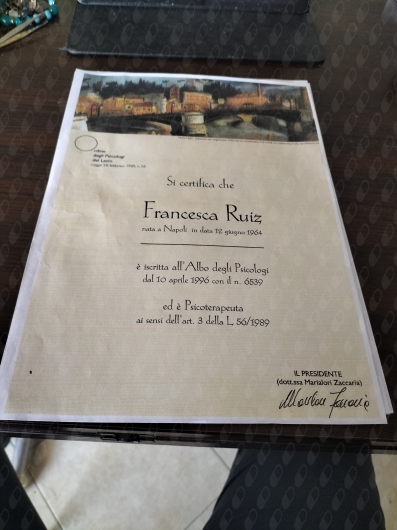 Ordine
degli Psicologi
del Lazio
Si certifica che
Francesca Ruiz
nata a Napoli in data 12 giugno 1964
è iscritta all'Albo degli Psicologi
dal 10 aprile 1996 con il n. 6539
ed è Psicoterapeuta
ai sensi dell'art. 3 della L 56/1989
IL PRESIDENTE
(dott.ssa Marialori Zaccaria)